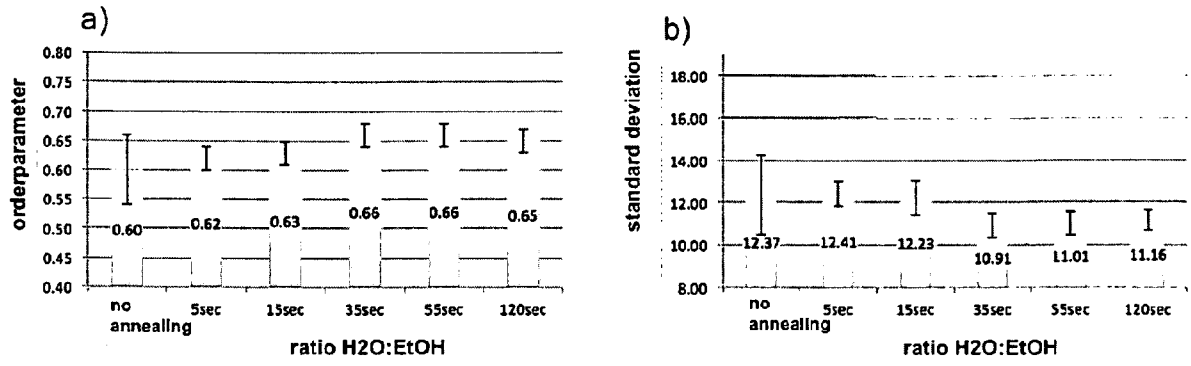 a)
orderparameter
0.80
0.75
0.70
0.65
0.60
0.55
0.50
0.45
0.40
0.60
0.62
0.63
0.66
0.66
0.65
no annealing
5sec
15sec
35sec
55sec
120sec
ratio H2O:EtOH
b)
standard deviation
18.00
16.00
14.00
12.00
10.00
8.00
12.37
12.41
12.23
10.91
11.01
11.16
no annealing
5sec
15sec
35sec
55sec
120sec
ratio H2O:EtOH